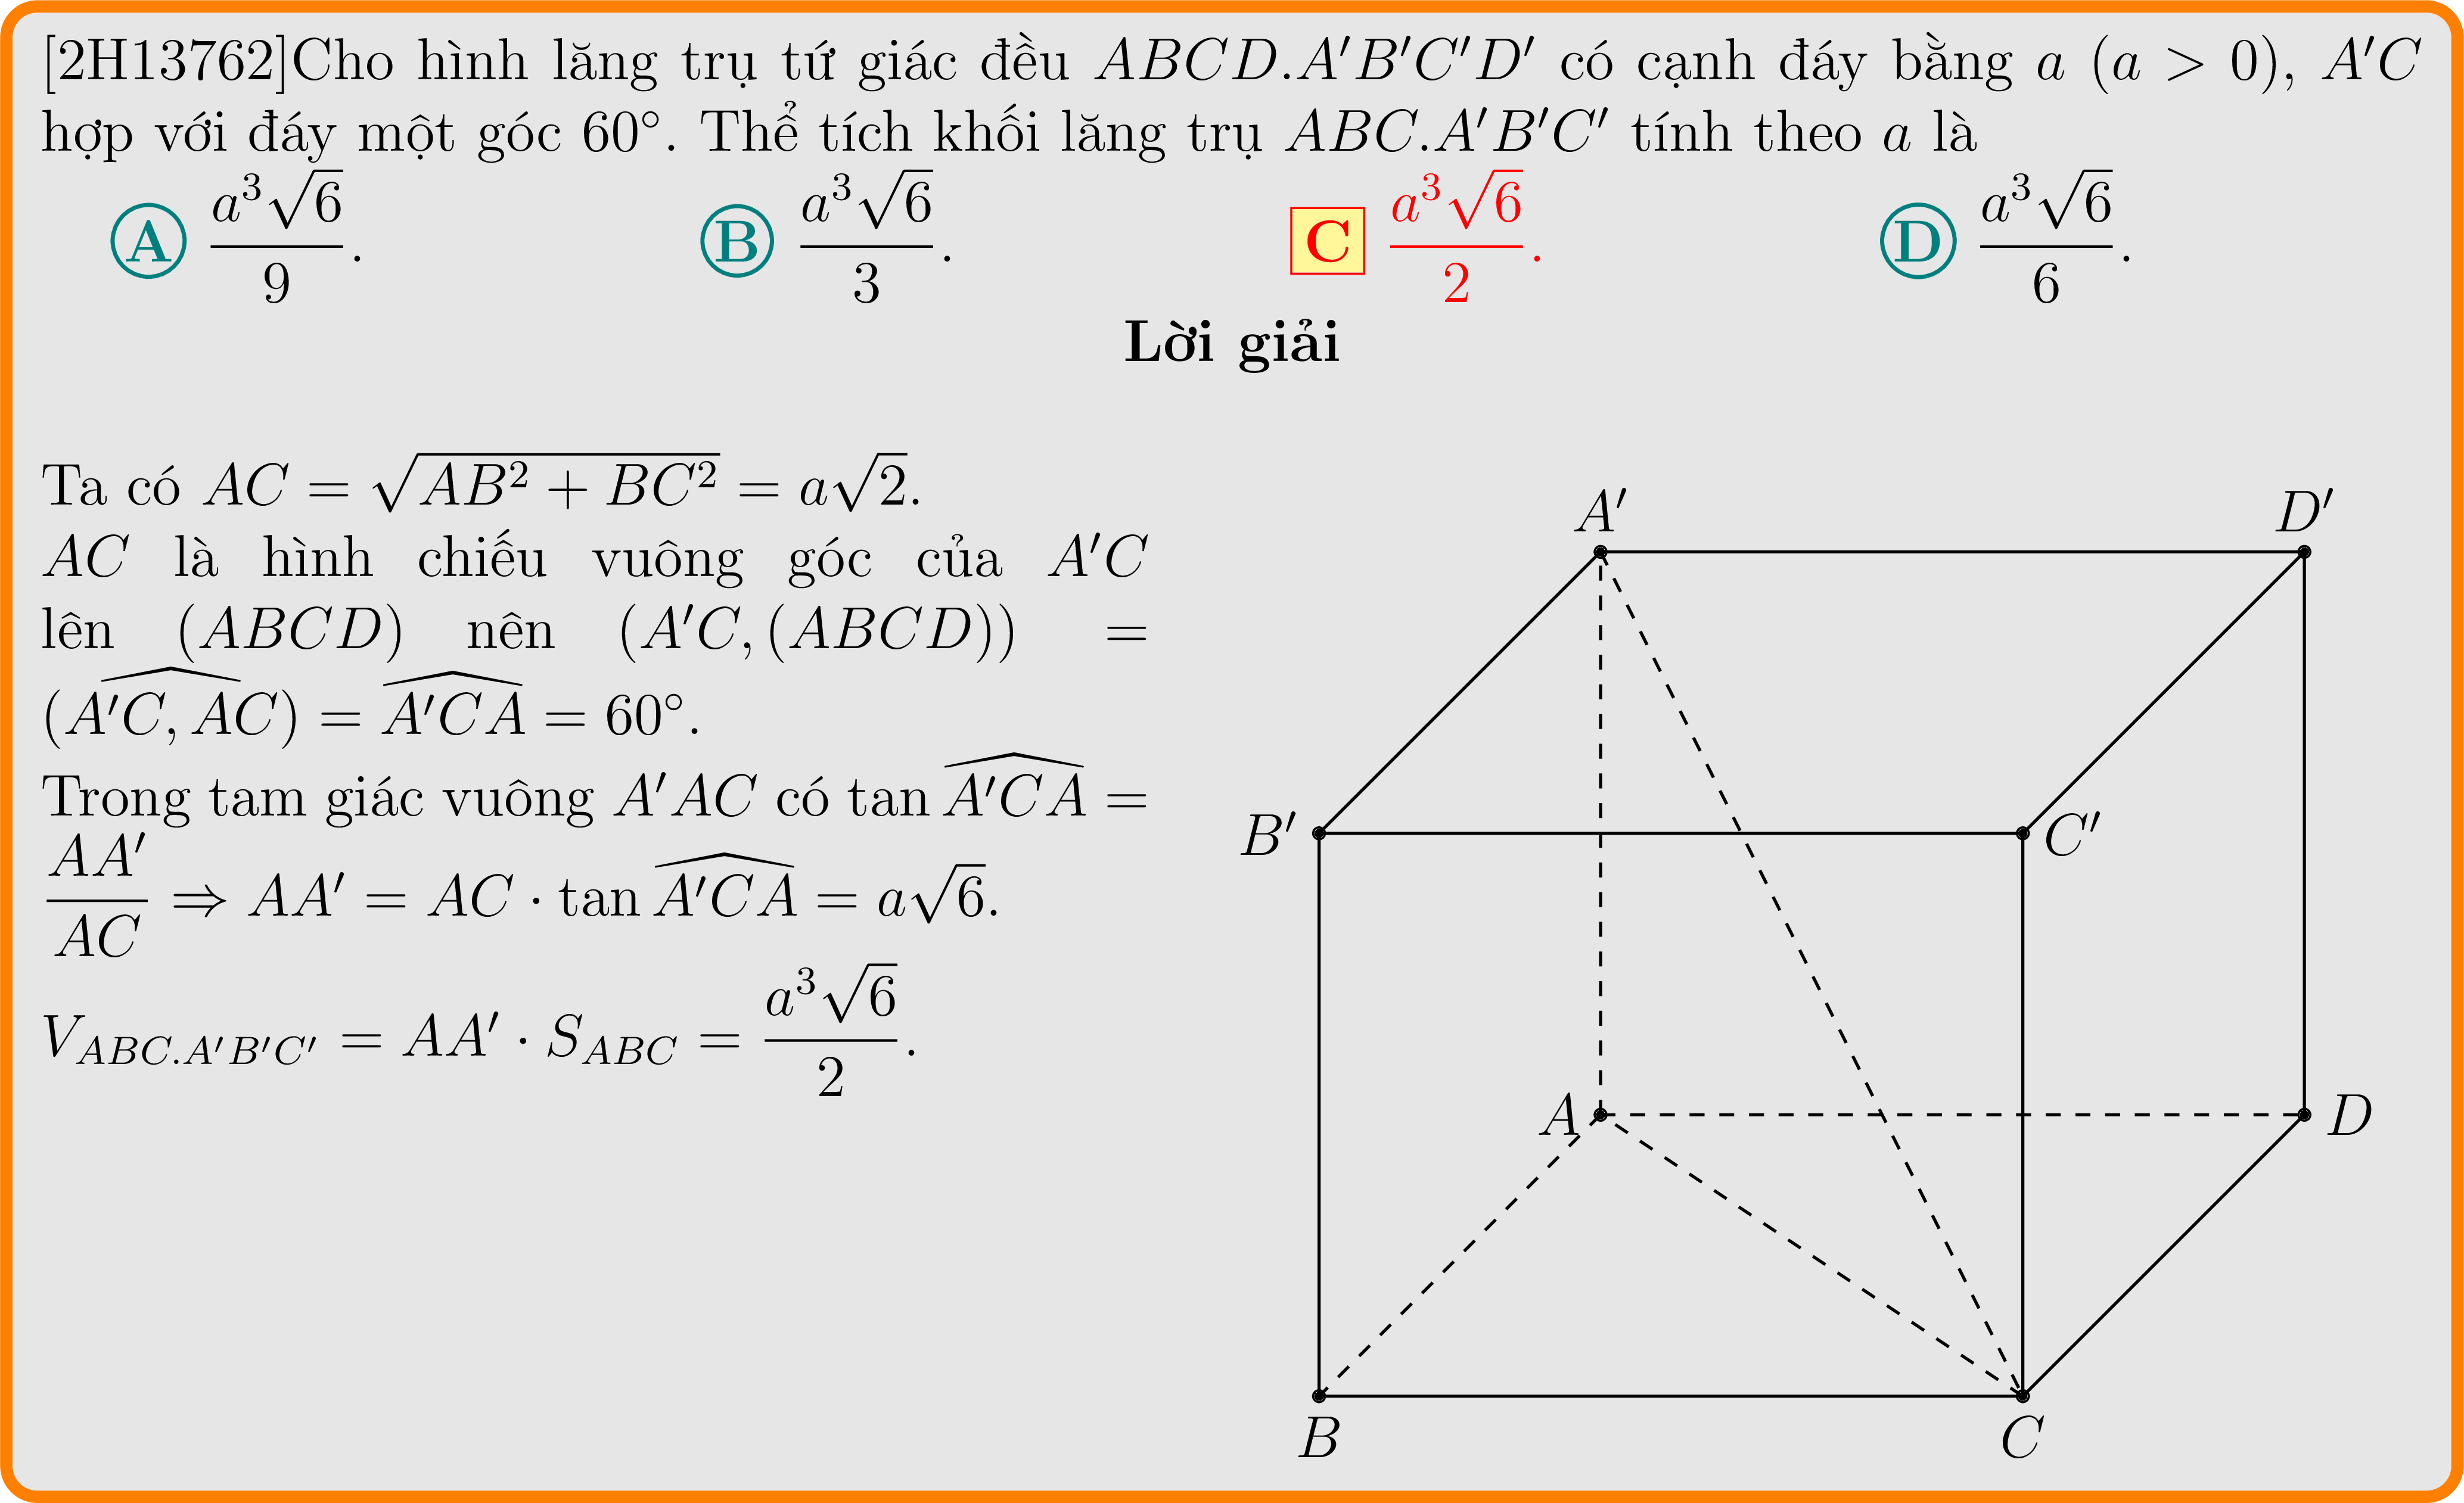 [2H13762]Cho hình lăng trụ tứ giác đều ABCD.A′B′C′D′ có cạnh đáy bằng a (a > 0), A′C
hợp với đáy một góc 60°. Thể tích khối lăng trụ ABC.A′B′C′ tính theo a là
A $\frac{a^3\sqrt{6}}{9}$. B $\frac{a^3\sqrt{6}}{3}$. C $\frac{a^3\sqrt{6}}{2}$. D $\frac{a^3\sqrt{6}}{6}$.
Lời giải
Ta có $AC = \sqrt{AB^2 + BC^2} = a\sqrt{2}$.
AC là hình chiếu vuông góc của A′C
lên (ABCD) nên (A′C, (ABCD)) =
$(\widehat{A'C, AC}) = \widehat{A'CA} = 60°$.
Trong tam giác vuông A′AC có $\tan \widehat{A'CA} =$
$\frac{AA'}{AC} \Rightarrow AA' = AC \cdot \tan \widehat{A'CA} = a\sqrt{6}$.
$V_{ABC.A'B'C'} = AA' \cdot S_{ABC} = \frac{a^3\sqrt{6}}{2}$.
A′ D′
B′ C′
A D
B C